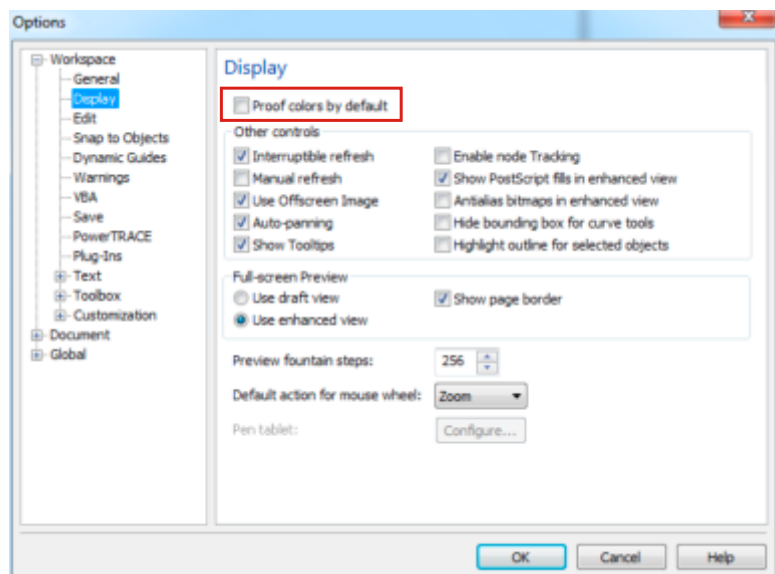 Options
Workspace
General
Display
Edit
Snap to Objects
Dynamic Guides
Warnings
VBA
Save
PowerTRACE
Plug-Ins
Text
Toolbox
Customization
Document
Global
Display
Proof colors by default
Other controls
Interruptible refresh
Manual refresh
Use Offscreen Image
Auto-panning
Show Tooltips
Enable node Tracking
Show PostScript fills in enhanced view
Antialias bitmaps in enhanced view
Hide bounding box for curve tools
Highlight outline for selected objects
Full-screen Preview
Use draft view
Use enhanced view
Show page border
Preview fountain steps: 256
Default action for mouse wheel: Zoom
Pen tablet: Configure...
OK Cancel Help